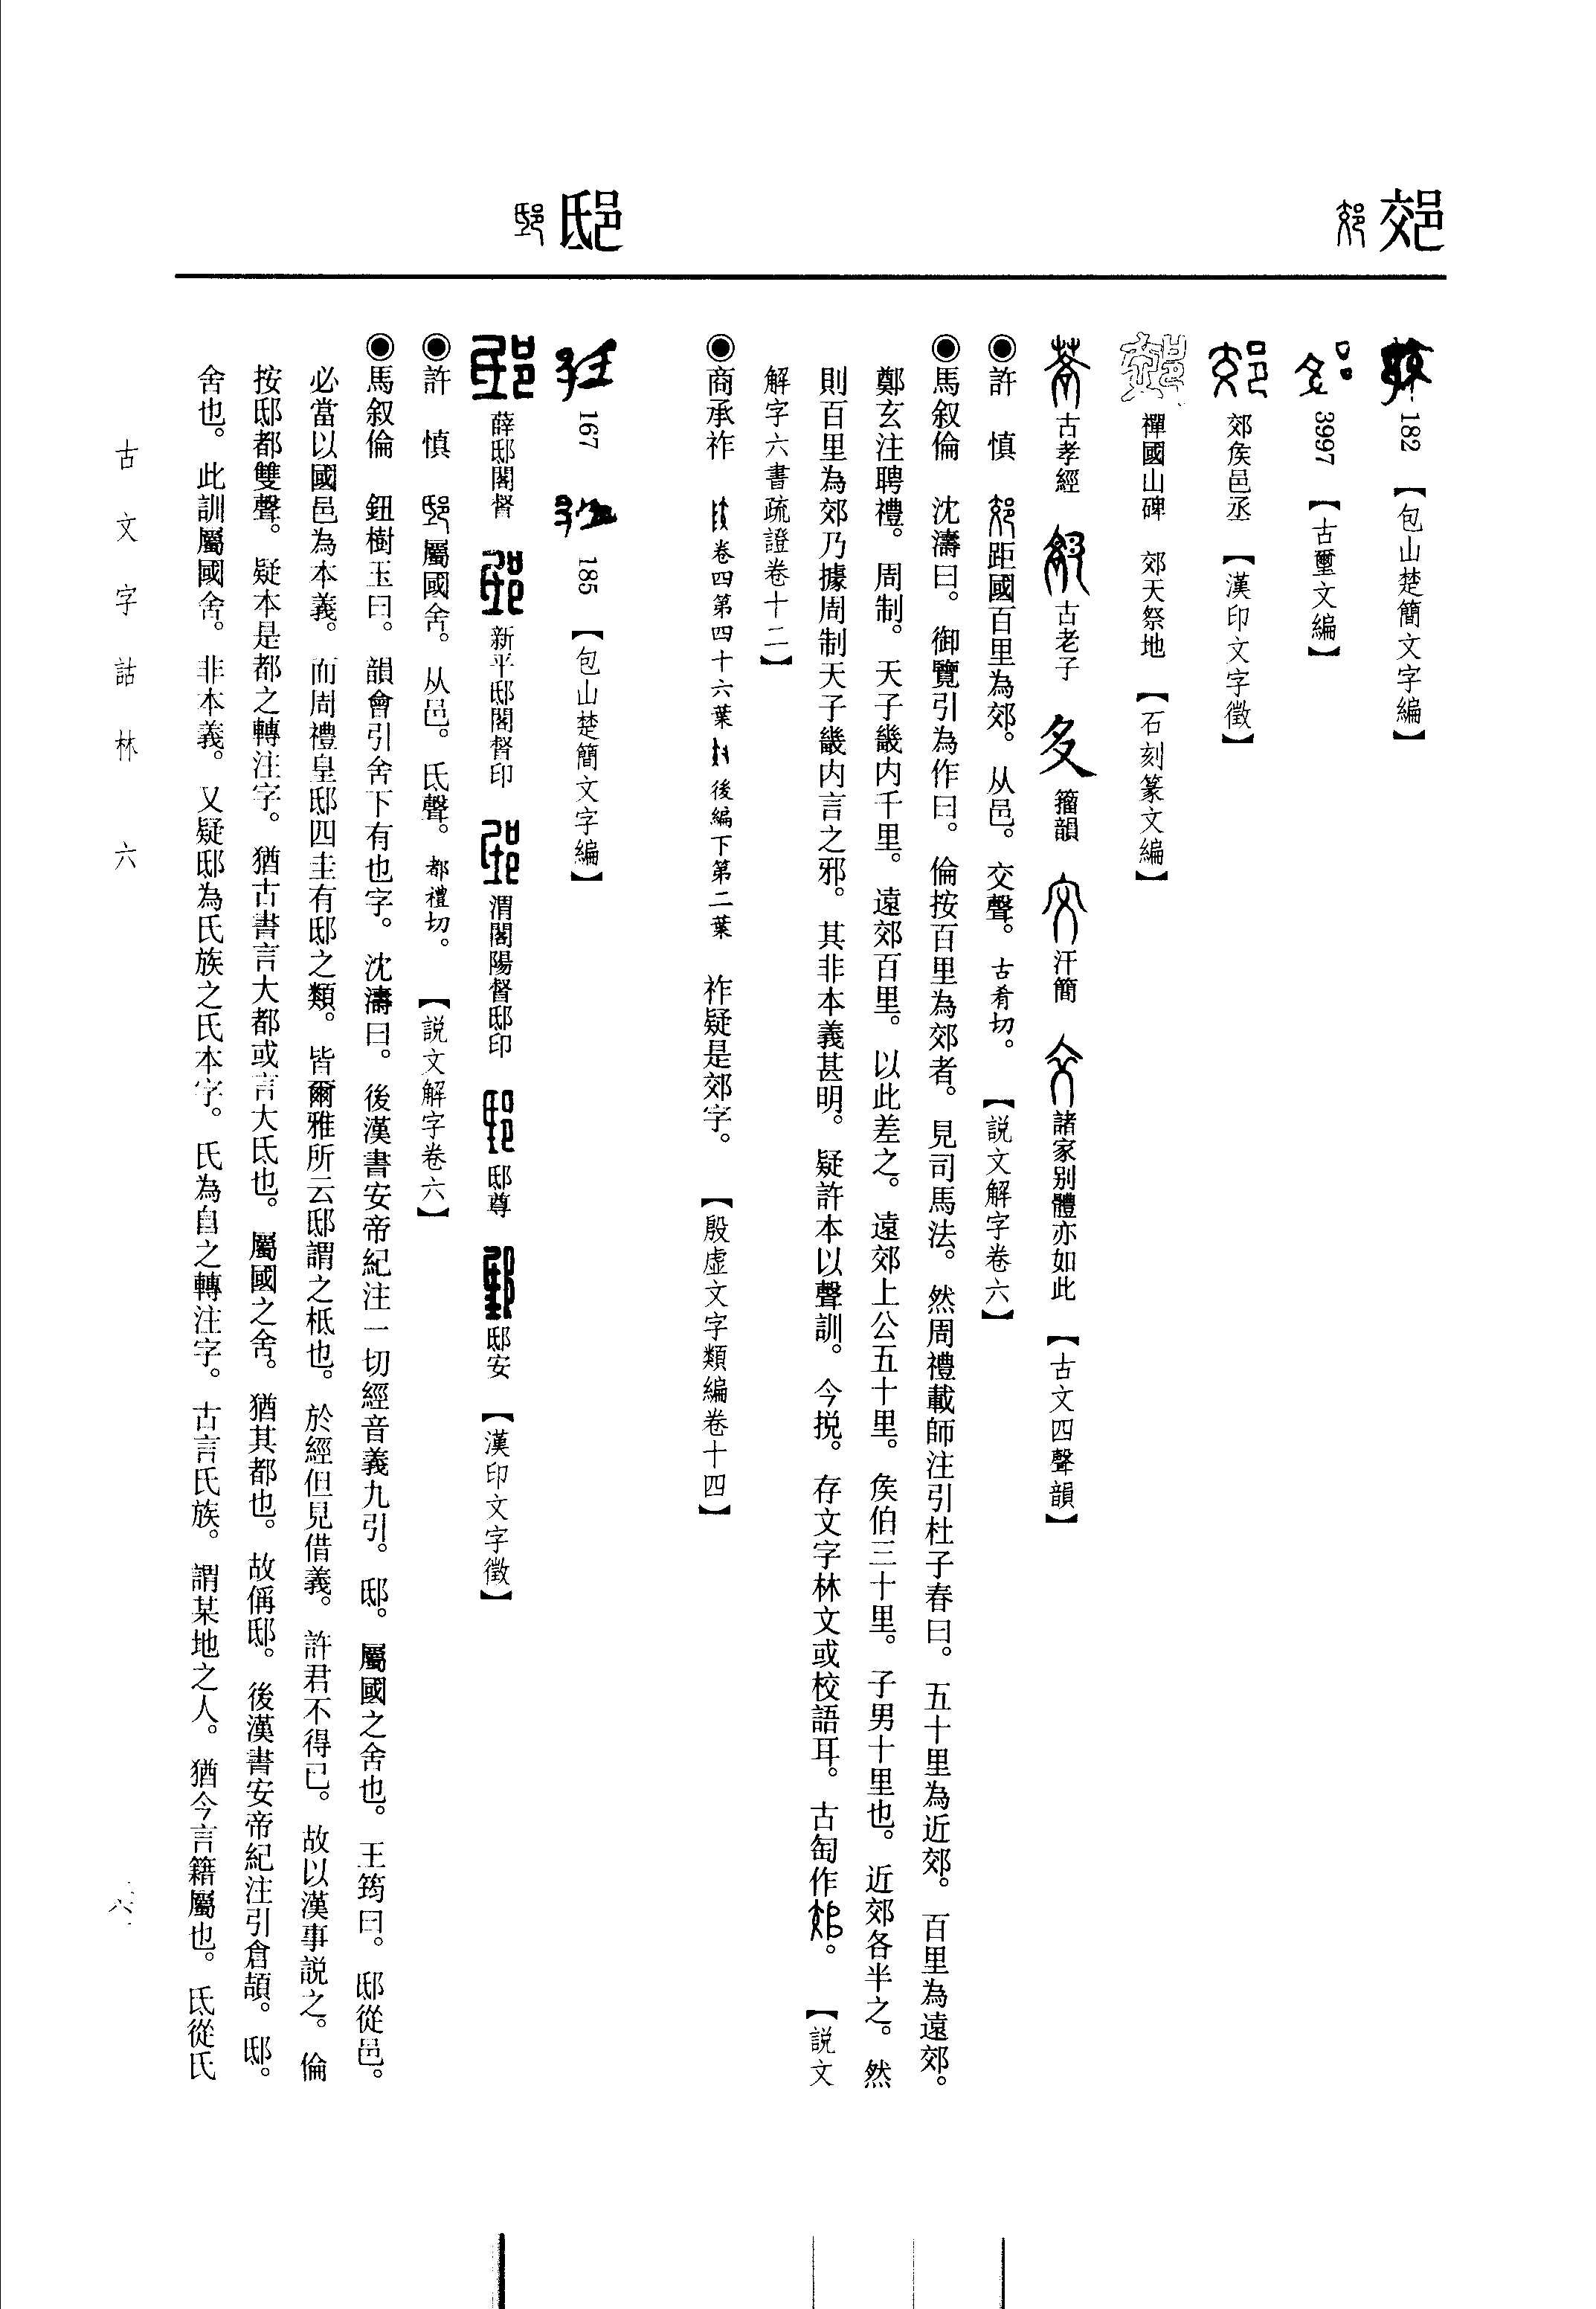 郊
182 【包山楚簡文字編】
3997 【古璽文編】
郊矦邑丞 【漢印文字徵】
禪國山碑 郊天祭地 【石刻篆文編】
古孝經 古老子 籀韻 汗簡 諸家别體亦如此 【古文四聲韻】
◉許 慎 距國百里為郊。从邑。交聲。古肴切。 【説文解字卷六】
◉馬叙倫 沈濤曰。御覽引為作曰。倫按百里為郊者。見司馬法。然周禮載師注引杜子春曰。五十里為近郊。百里為遠郊。
鄭玄注聘禮。周制。天子畿内千里。遠郊百里。以此差之。遠郊上公五十里。矦伯三十里。子男十里也。近郊各半之。然
則百里為郊乃據周制天子畿内言之邪。其非本義甚明。疑許本以聲訓。今挩。存文字林文或校語耳。古匋作。 【説文
解字六書疏證卷十二】
◉商承祚 卷四第四十六葉 後編下第二葉 祚疑是郊字。 【殷虚文字類編卷十四】
邸
167 185 【包山楚簡文字編】
薛邸閣督 新平邸閣督印 渭閣陽督邸印 邸尊 邸安 【漢印文字徵】
◉許 慎 屬國舍。从邑。氐聲。都禮切。 【説文解字卷六】
◉馬叙倫 鈕樹玉曰。韻會引舍下有也字。沈濤曰。後漢書安帝紀注一切經音義九引。邸。屬國之舍也。王筠曰。邸從邑。
必當以國邑為本義。而周禮皇邸四圭有邸之類。皆爾雅所云邸謂之柢也。於經但見借義。許君不得已。故以漢事説之。倫
按邸都雙聲。疑本是都之轉注字。猶古書言大都或言大氐也。屬國之舍。猶其都也。故偁邸。後漢書安帝紀注引倉頡。邸。
舍也。此訓屬國舍。非本義。又疑邸為氏族之氏本字。氏為𠂤之轉注字。古言氏族。謂某地之人。猶今言籍屬也。氐從氏
古文字詁林 六